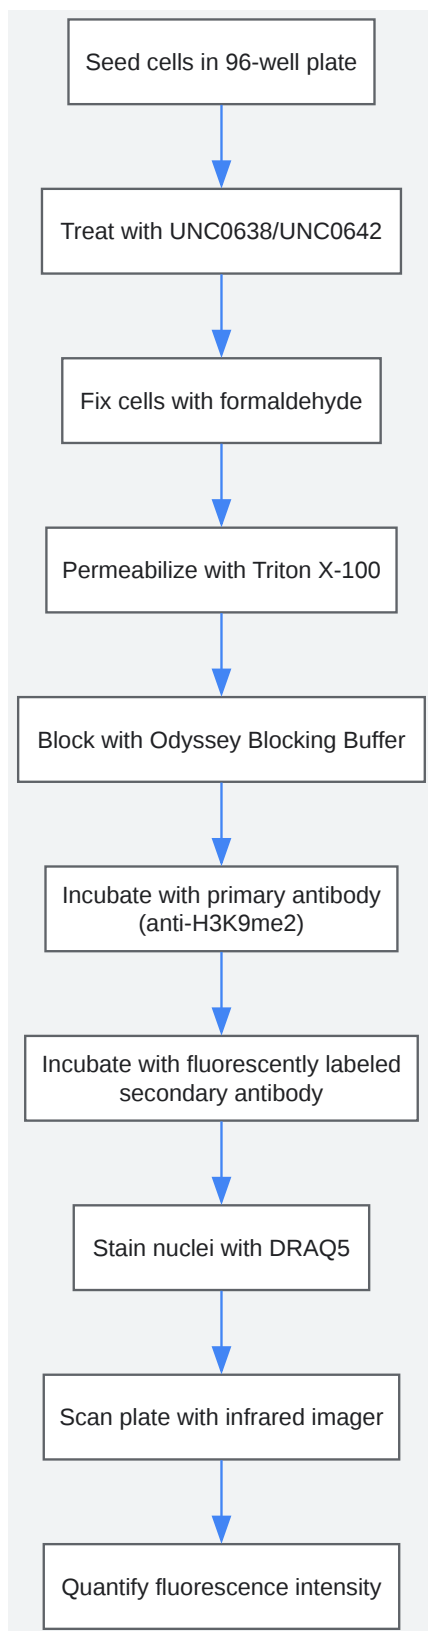 Seed cells in 96-well plate
Treat with UNC0638/UNC0642
Fix cells with formaldehyde
Permeabilize with Triton X-100
Block with Odyssey Blocking Buffer
Incubate with primary antibody
(anti-H3K9me2)
Incubate with fluorescently labeled
secondary antibody
Stain nuclei with DRAQ5
Scan plate with infrared imager
Quantify fluorescence intensity